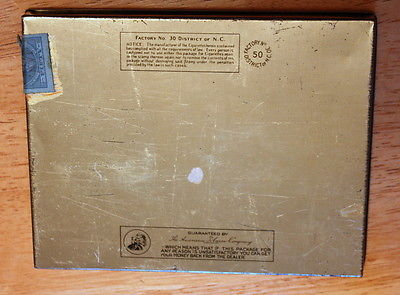 FACTORY No. 30 DISTRICT OF N.C.
NOTICE: The manufacturer of the Cigarettes herein contained
has complied with all the requirements of law. Every person is
cautioned not to use either this package for Cigarettes again
or the stamp thereon again nor to remove the contents of this
package without destroying said Stamp under the penalties
provided by law in such cases.
FACTORY No. 30
50
DISTRICT N.C.
GUARANTEED BY
The American Tobacco Company
—WHICH MEANS THAT IF THIS PACKAGE FOR
ANY REASON IS UNSATISFACTORY YOU CAN GET
YOUR MONEY BACK FROM THE DEALER.